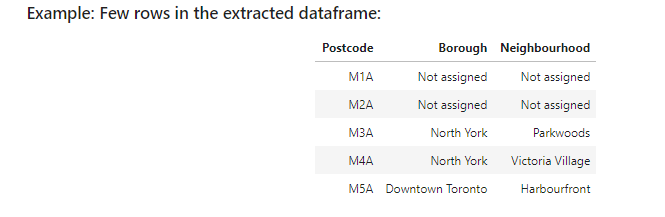 Example: Few rows in the extracted dataframe:
Postcode Borough Neighbourhood
M1A Not assigned Not assigned
M2A Not assigned Not assigned
M3A North York Parkwoods
M4A North York Victoria Village
M5A Downtown Toronto Harbourfront